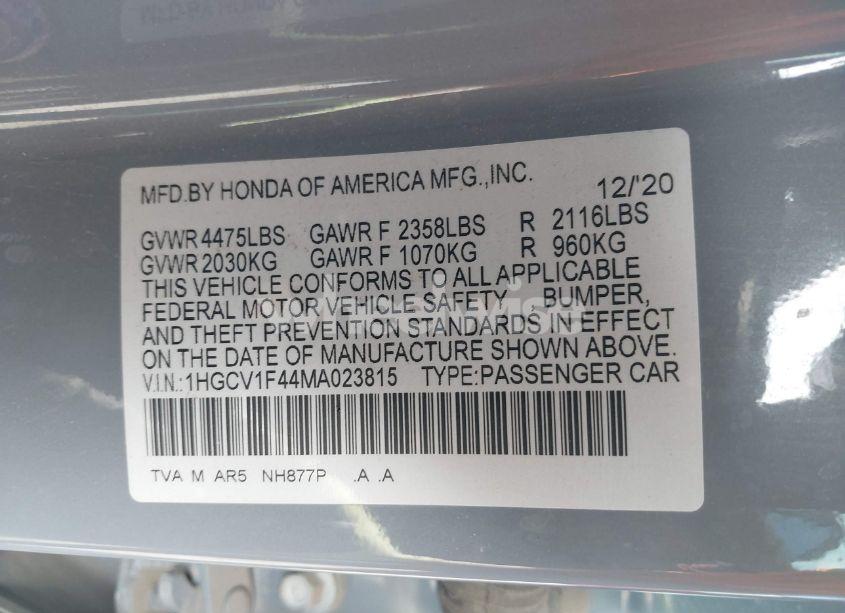 MFD.BY HONDA OF AMERICA MFG.,INC. 12/'20
GVWR 4475LBS GAWR F 2358LBS R 2116LBS
GVWR 2030KG GAWR F 1070KG R 960KG
THIS VEHICLE CONFORMS TO ALL APPLICABLE
FEDERAL MOTOR VEHICLE SAFETY , BUMPER,
AND THEFT PREVENTION STANDARDS IN EFFECT
ON THE DATE OF MANUFACTURE SHOWN ABOVE.
V.I.N.:1HGCV1F44MA023815 TYPE:PASSENGER CAR
TVA M AR5 NH877P .A .A